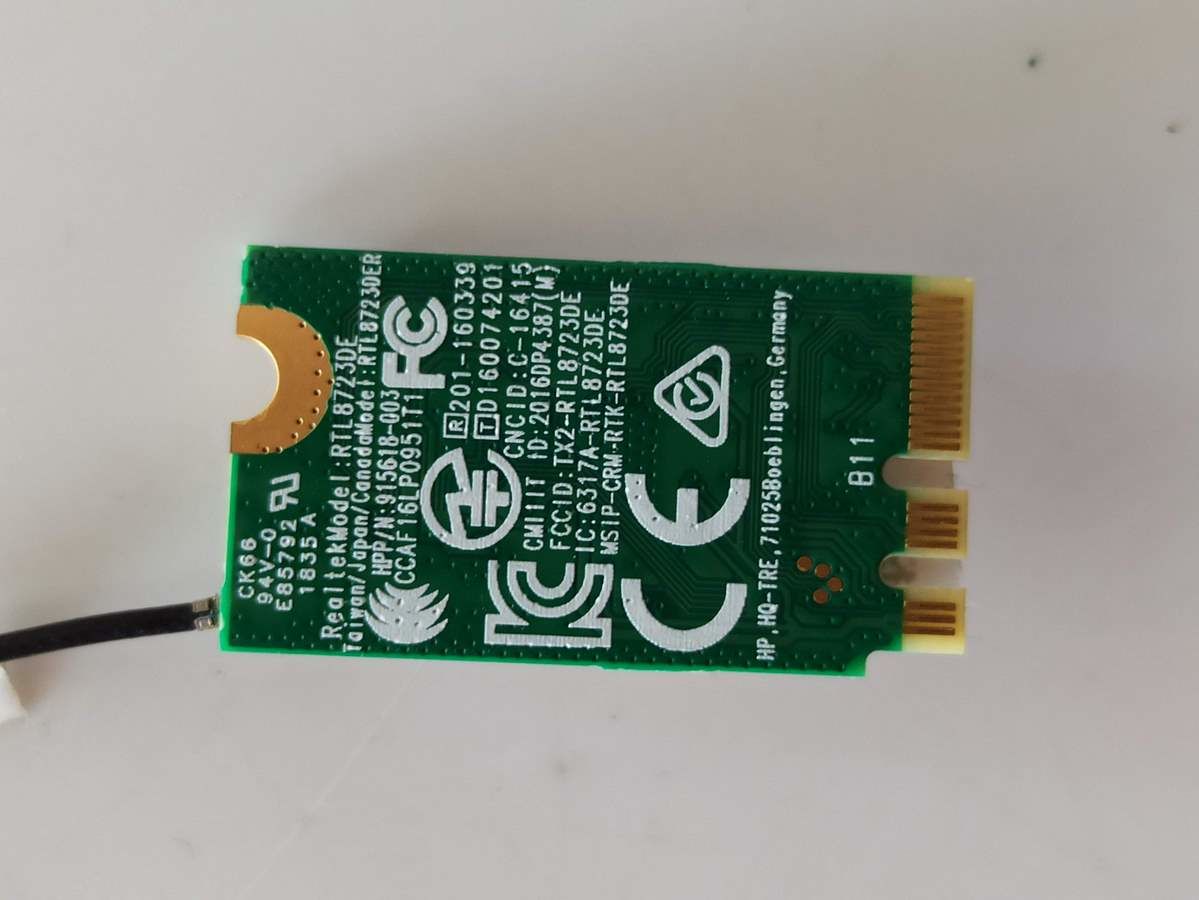 CK66
94V-0
E85792
1835A
RealtekModel:RTL8723DE
Taiwan/Japan/CanadaModel:RTL8723DER
HPP/N:915618-003
CCAF16LP0951T1
FC
R 201-160339
T D160074201
CNCID:C-16415
CMIIT ID:2016DP4387(M)
FCCID:TX2-RTL8723DE
IC:6317A-RTL8723DE
MSIP-CRM-RTK-RTL8723DE
CE
HP,HQ-TRE,71025Boeblingen,Germany
B11